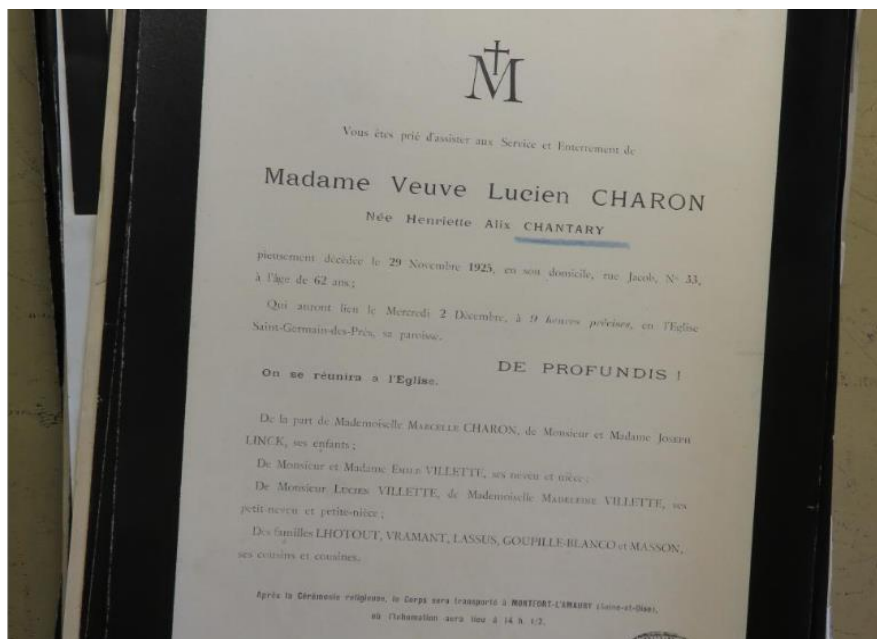 M
Vous êtes prié d'assister aux Service et Enterrement de
Madame Veuve Lucien CHARON
Née Henriette Alix CHANTARY
pieusement décédée le 29 Novembre 1925, en son domicile, rue Jacob, N° 33,
à l'âge de 62 ans;
Qui auront lieu le Mercredi 2 Décembre, à 9 heures précises, en l'Eglise
Saint-Germain-des-Prés, sa paroisse.
DE PROFUNDIS !
On se réunira a l'Eglise.
De la part de Mademoiselle MARCELLE CHARON, de Monsieur et Madame JOSEPH
LINCK, ses enfants ;
De Monsieur et Madame EMILE VILLETTE, ses neveu et nièce ;
De Monsieur LUCIEN VILLETTE, de Mademoiselle MADELEINE VILLETTE, ses
petit-neveu et petite-nièce ;
Des familles LHOTOUT, VRAMANT, LASSUS, GOUPILLE-BLANCO et MASSON,
ses cousins et cousines.
Après la Cérémonie religieuse, le Corps sera transporté à MONTFORT-L'AMAURY (Seine-et-Oise),
où l'Inhumation aura lieu à 14 h. 1/2.